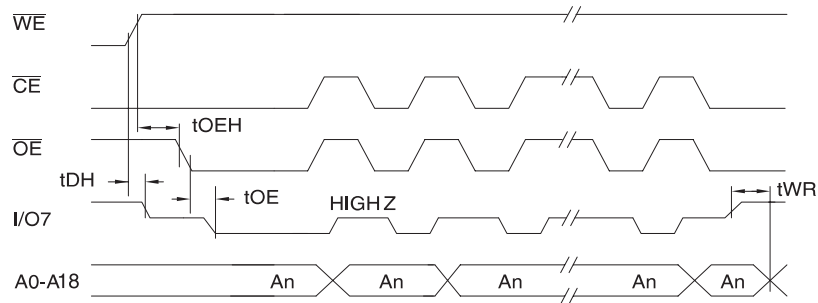 WE
CE
tOEH
OE
tDH
tOE
HIGH Z
tWR
I/O7
A0-A18 An An An An An